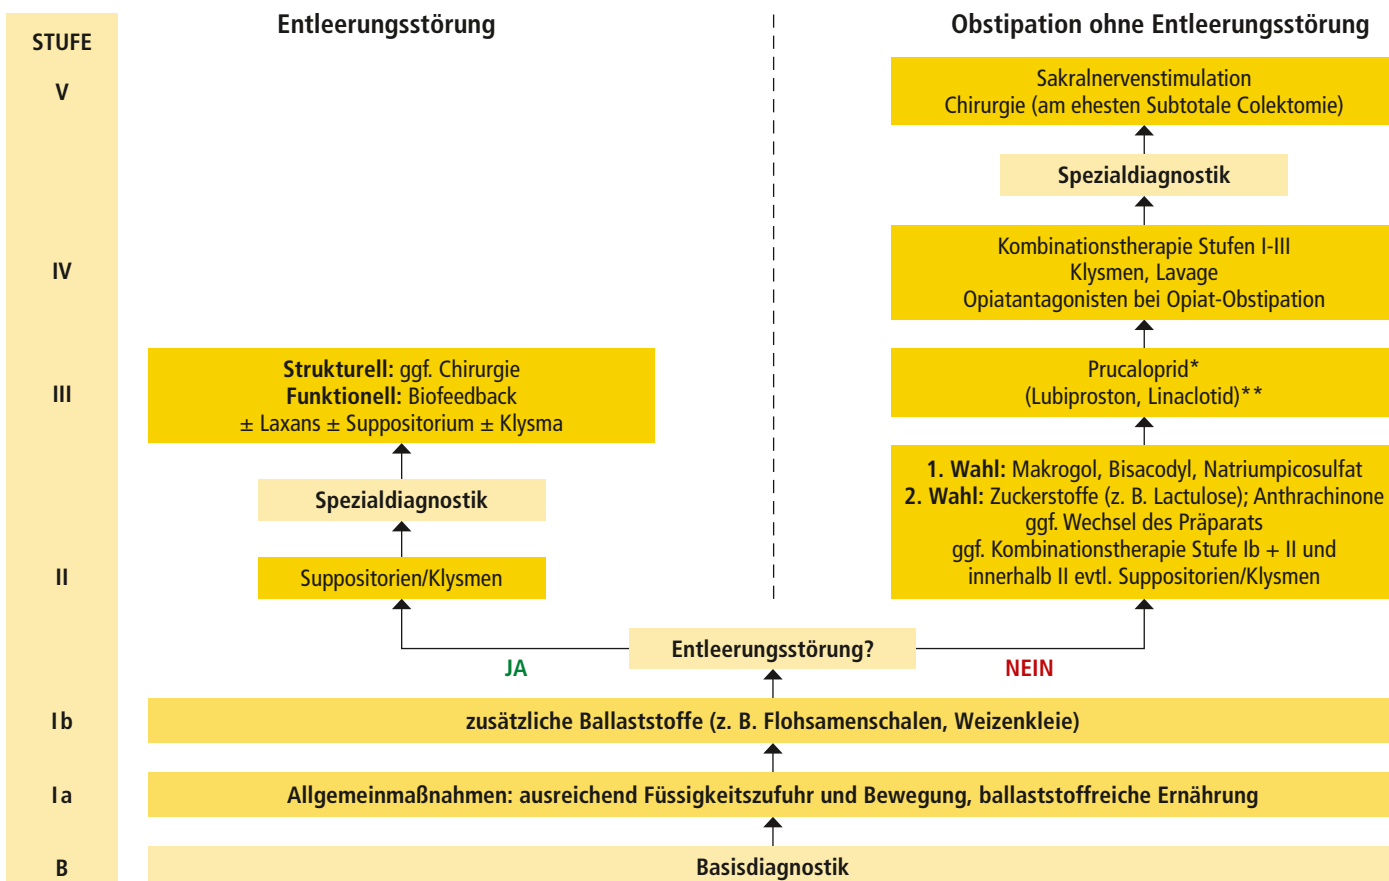 STUFE
Entleerungsstörung
Obstipation ohne Entleerungsstörung
V
Sakralnervenstimulation
Chirurgie (am ehesten Subtotale Colektomie)
Spezialdiagnostik
IV
Kombinationstherapie Stufen I-III
Klysmen, Lavage
Opiatantagonisten bei Opiat-Obstipation
III
Strukturell: ggf. Chirurgie
Funktionell: Biofeedback
± Laxans ± Suppositorium ± Klysma
Prucaloprid*
(Lubiproston, Linaclotid)**
Spezialdiagnostik
1. Wahl: Makrogol, Bisacodyl, Natriumpicosulfat
2. Wahl: Zuckerstoffe (z. B. Lactulose); Anthrachinone
ggf. Wechsel des Präparats
ggf. Kombinationstherapie Stufe Ib + II und
innerhalb II evtl. Suppositorien/Klysmen
II
Suppositorien/Klysmen
Entleerungsstörung?
JA
NEIN
Ib
zusätzliche Ballaststoffe (z. B. Flohsamenschalen, Weizenkleie)
Ia
Allgemeinmaßnahmen: ausreichend Füssigkeitszufuhr und Bewegung, ballaststoffreiche Ernährung
B
Basisdiagnostik